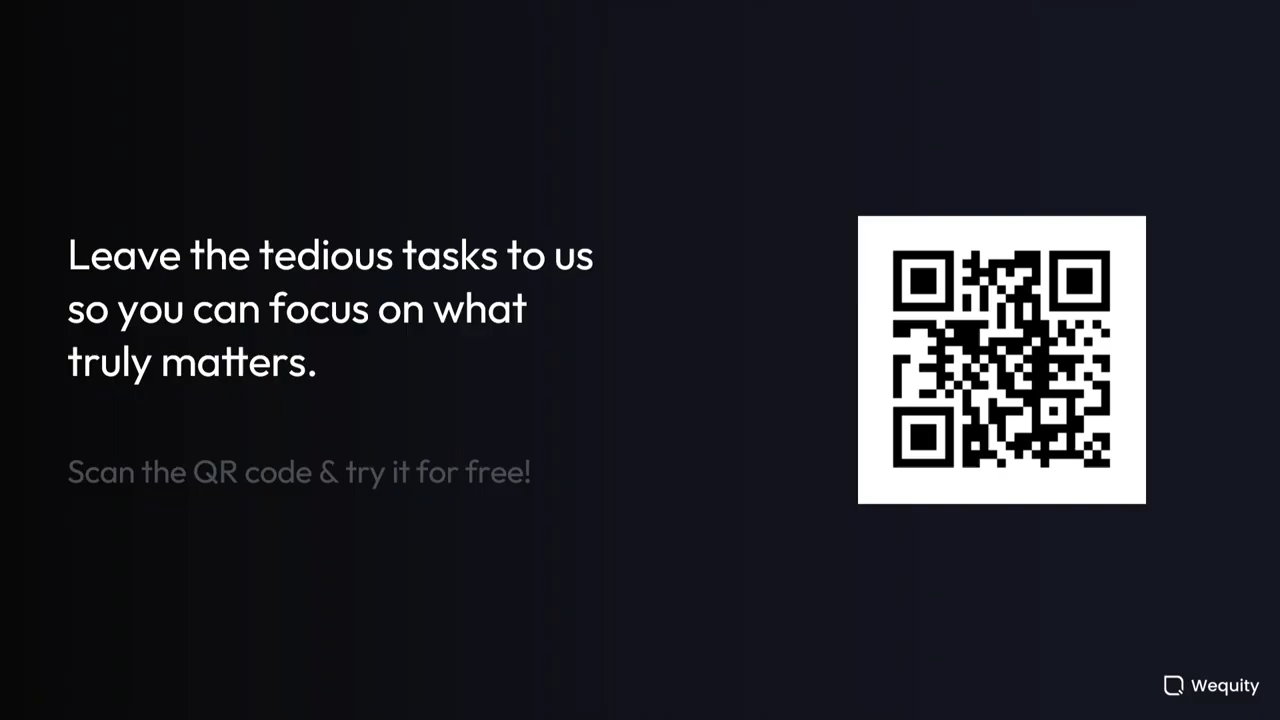 Leave the tedious tasks to us
so you can focus on what
truly matters.
Scan the QR code & try it for free!
Wequity